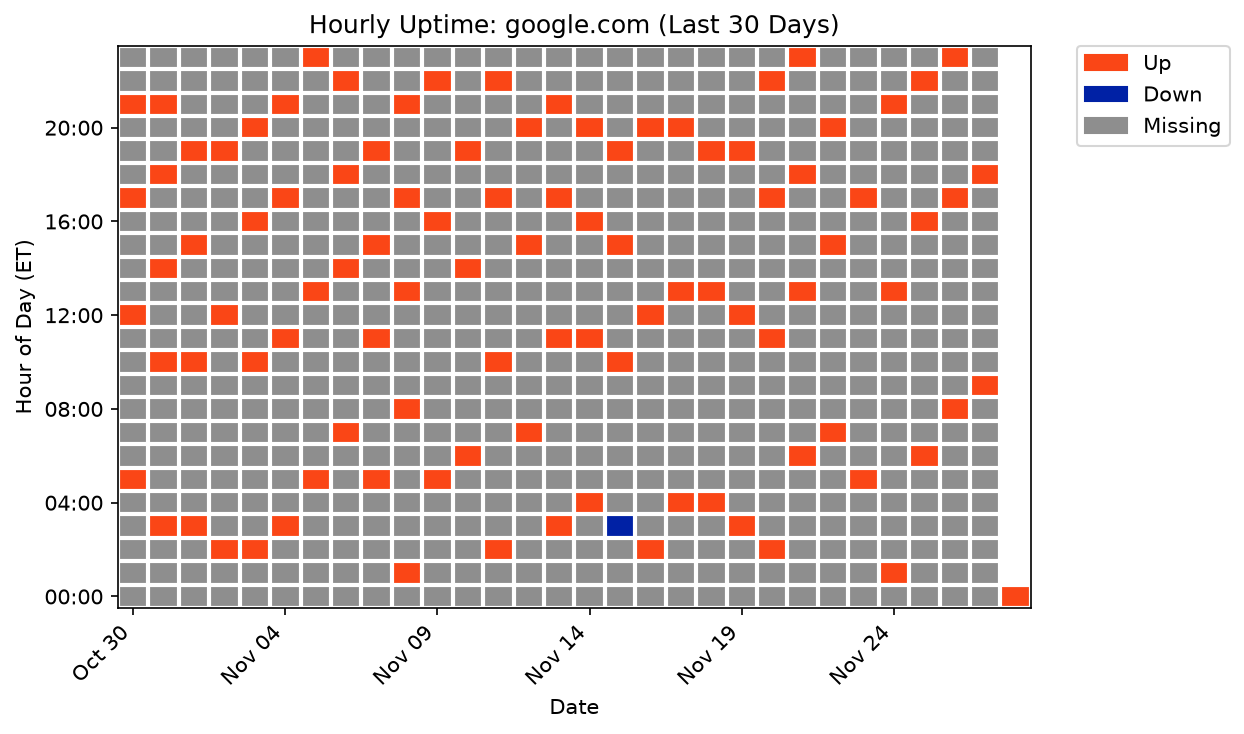 Hourly Uptime: google.com (Last 30 Days)
Up
Down
Missing
Hour of Day (ET)
20:00
16:00
12:00
08:00
04:00
00:00
Oct 30
Nov 04
Nov 09
Nov 14
Nov 19
Nov 24
Date